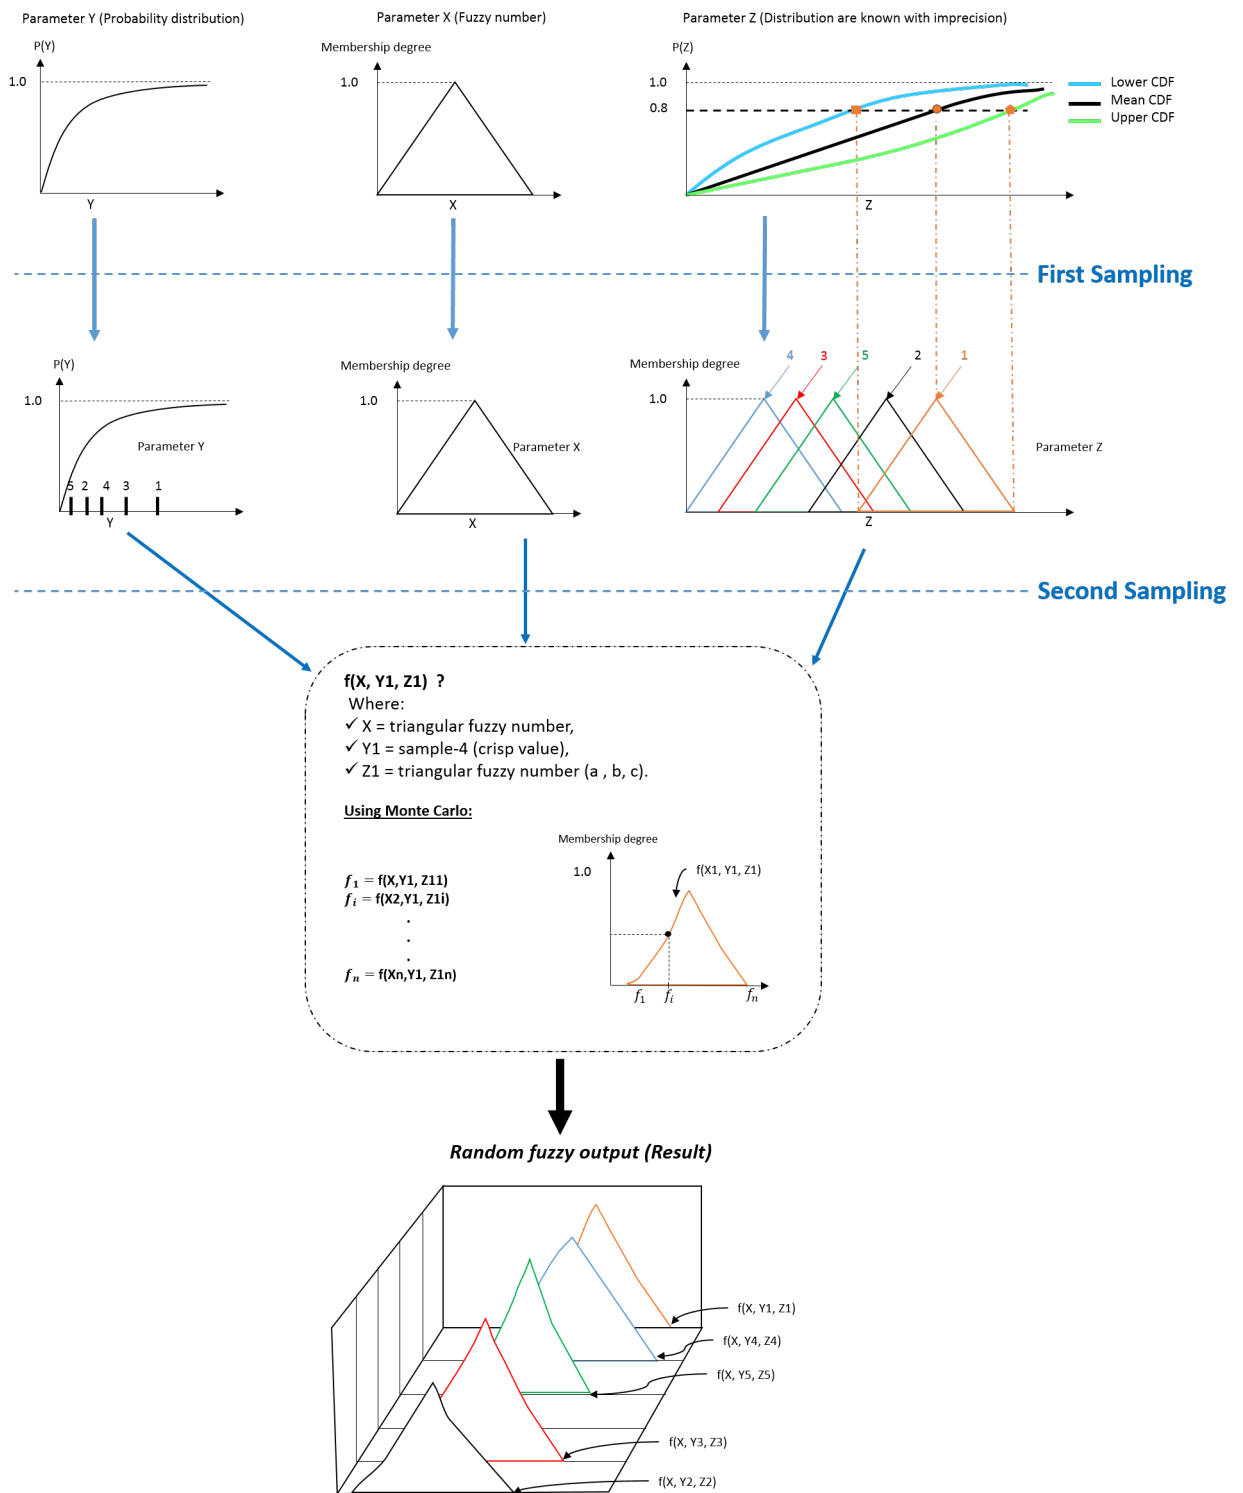 Parameter Y (Probability distribution)
Parameter X (Fuzzy number)
Parameter Z (Distribution are known with imprecision)
P(Y)
1.0
Y
Membership degree
1.0
X
P(Z)
1.0
0.8
Z
Lower CDF
Mean CDF
Upper CDF
First Sampling
P(Y)
1.0
Parameter Y
5 2 4 3 1
Y
Membership degree
1.0
Parameter X
X
Membership degree
1.0
4 3 5 2 1
Parameter Z
Z
Second Sampling
f(X, Y1, Z1) ?
Where:
✓ X = triangular fuzzy number,
✓ Y1 = sample-4 (crisp value),
✓ Z1 = triangular fuzzy number (a , b, c).
Using Monte Carlo:
f₁ = f(X,Y1, Z11)
fᵢ = f(X2,Y1, Z1i)
.
.
.
fₙ = f(Xn,Y1, Z1n)
Membership degree
1.0
f(X1, Y1, Z1)
f₁ fᵢ fₙ
Random fuzzy output (Result)
f(X, Y1, Z1)
f(X, Y4, Z4)
f(X, Y5, Z5)
f(X, Y3, Z3)
f(X, Y2, Z2)